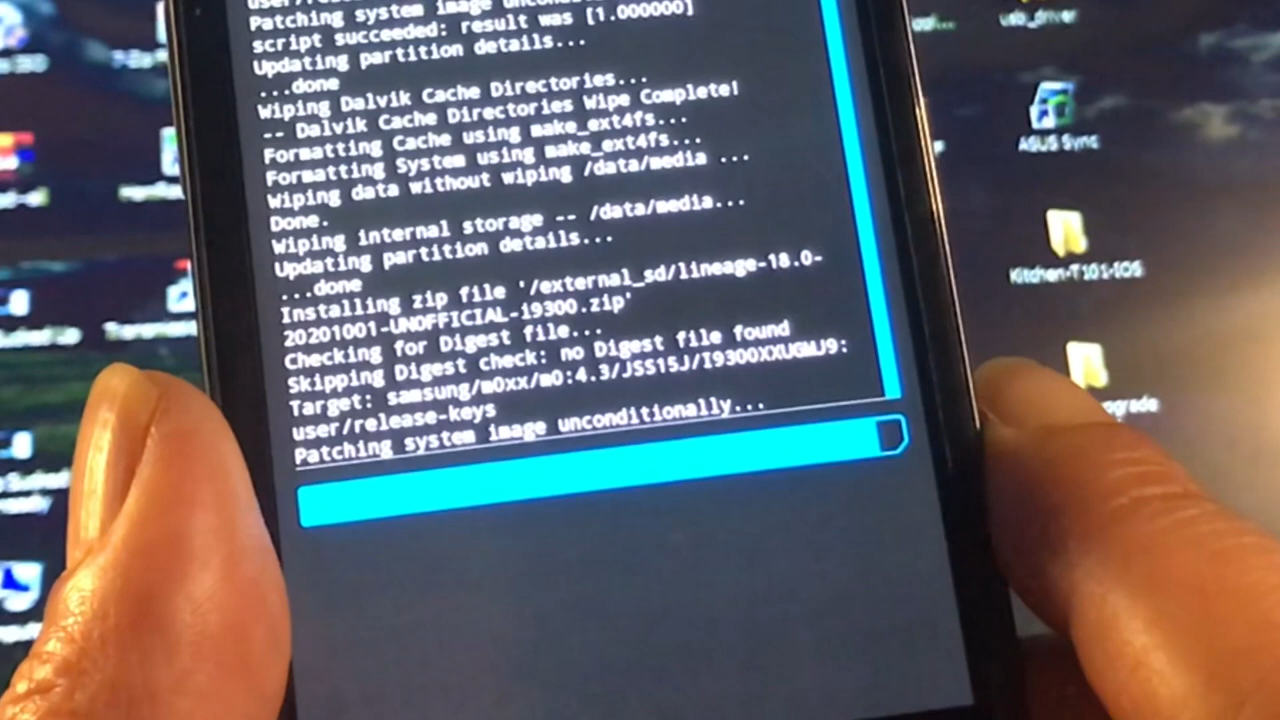 Patching system image
script succeeded: result was [1.000000]
Updating partition details...
...done
Wiping Dalvik Cache Directories...
-- Dalvik Cache Directories Wipe Complete!
Formatting Cache using make_ext4fs...
Formatting System using make_ext4fs...
Wiping data without wiping /data/media ...
Done.
Wiping internal storage -- /data/media...
Updating partition details...
...done
Installing zip file '/external_sd/lineage-18.0-
20201001-UNOFFICIAL-i9300.zip'
Checking for Digest file...
Skipping Digest check: no Digest file found
Target: samsung/m0xx/m0:4.3/JSS15J/I9300XXUGMJ9:
user/release-keys
Patching system image unconditionally...
usb_driver
ASUS Sync
Kitchen-T101-IOS